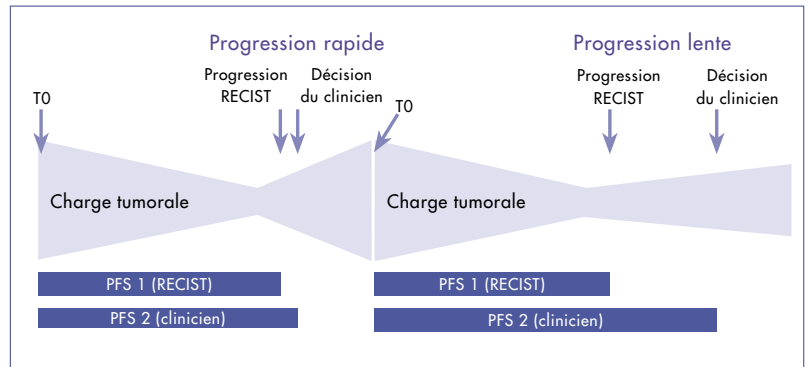 Progression rapide
T0
Progression
RECIST
Décision
du clinicien
Charge tumorale
PFS 1 (RECIST)
PFS 2 (clinicien)
Progression lente
T0
Progression
RECIST
Décision
du clinicien
Charge tumorale
PFS 1 (RECIST)
PFS 2 (clinicien)